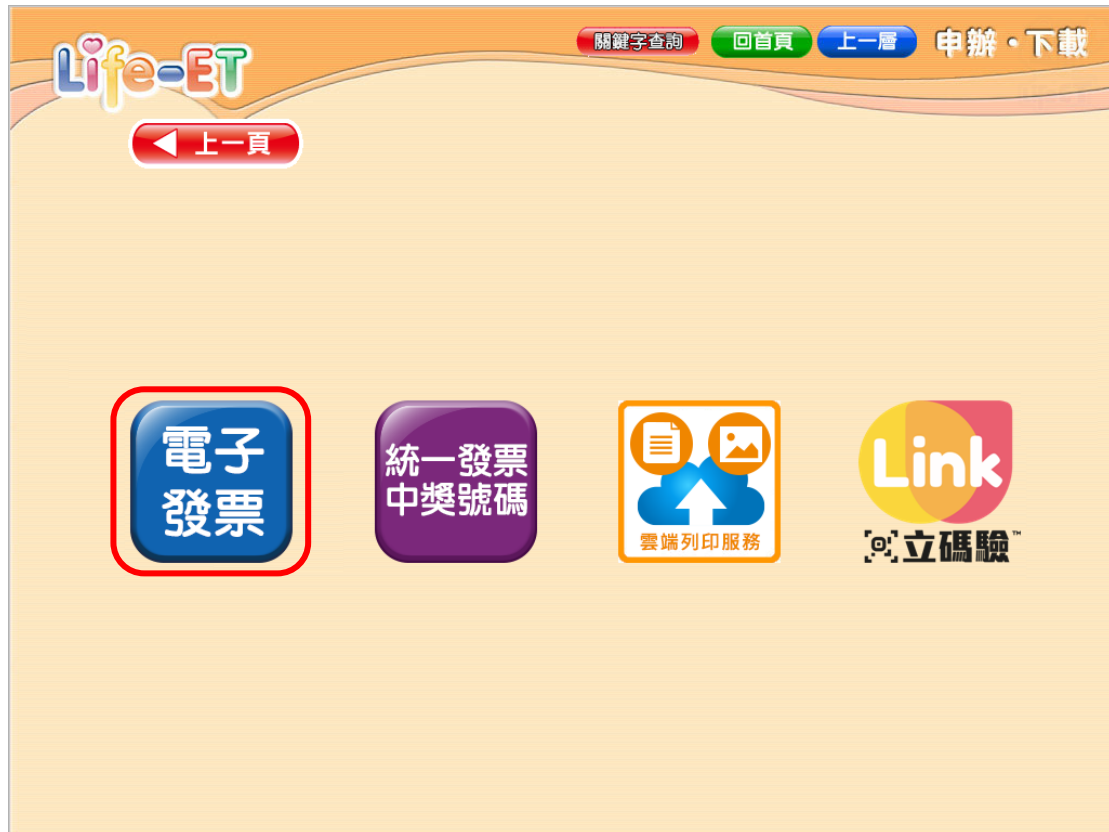 Life-ET
關鍵字查詢
回首頁
上一層
申辦・下載
上一頁
電子
發票
統一發票
中獎號碼
雲端列印服務
Link
立碼驗™